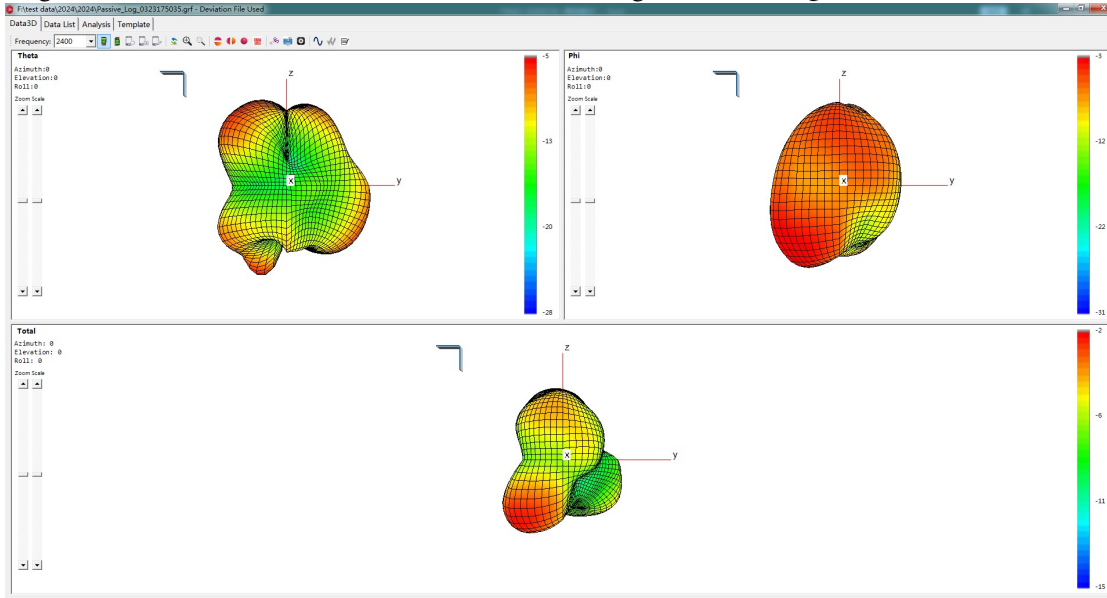 F:\test data\2024\2024\Passive_Log_0323175035.grf - Deviation File Used
Data3D Data List Analysis Template
Frequency: 2400
Theta
Azimuth:0
Elevation:0
Roll:0
Zoom Scale
z
y
x
-5
-13
-20
-28
Phi
Azimuth:0
Elevation:0
Roll:0
Zoom Scale
z
y
x
-3
-12
-22
-31
Total
Azimuth: 0
Elevation: 0
Roll: 0
Zoom Scale
z
y
x
-2
-6
-11
-15